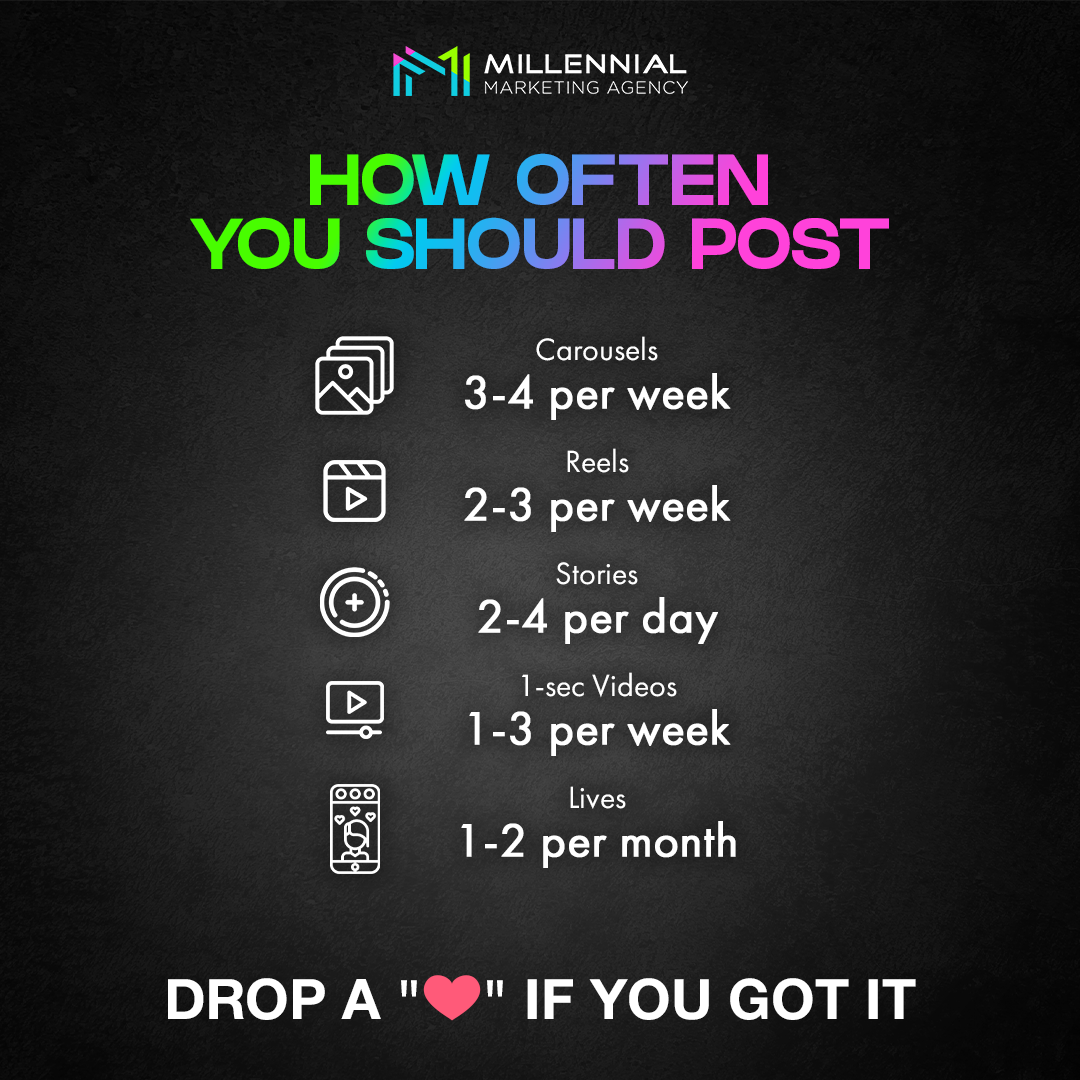 MILLENNIAL
MARKETING AGENCY
HOW OFTEN
YOU SHOULD POST
Carousels
3-4 per week
Reels
2-3 per week
Stories
2-4 per day
1-sec Videos
1-3 per week
Lives
1-2 per month
DROP A "❤" IF YOU GOT IT